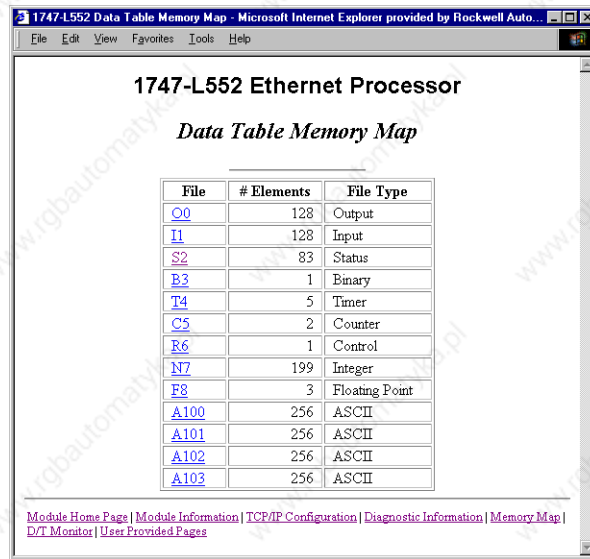 1747-L552 Data Table Memory Map - Microsoft Internet Explorer provided by Rockwell Auto...
File Edit View Favorites Tools Help
1747-L552 Ethernet Processor
Data Table Memory Map
File # Elements File Type
O0 128 Output
I1 128 Input
S2 83 Status
B3 1 Binary
T4 5 Timer
C5 2 Counter
R6 1 Control
N7 199 Integer
F8 3 Floating Point
A100 256 ASCII
A101 256 ASCII
A102 256 ASCII
A103 256 ASCII
Module Home Page | Module Information | TCP/IP Configuration | Diagnostic Information | Memory Map |
D/T Monitor | User Provided Pages
www.rgbautomatyka.pl